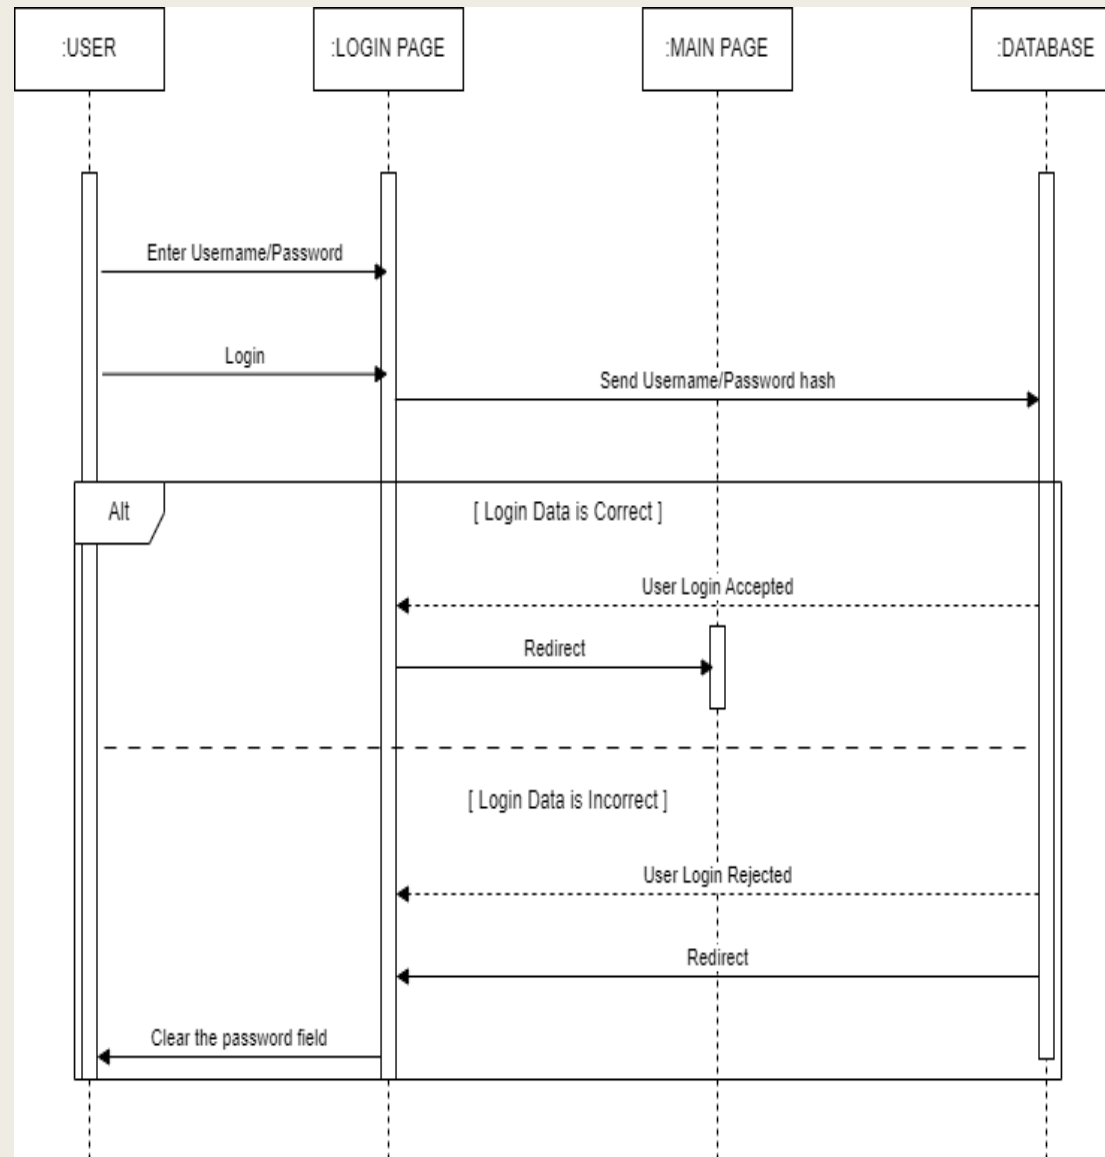 :USER
:LOGIN PAGE
:MAIN PAGE
:DATABASE
Enter Username/Password
Login
Send Username/Password hash
Alt
[ Login Data is Correct ]
User Login Accepted
Redirect
[ Login Data is Incorrect ]
User Login Rejected
Redirect
Clear the password field